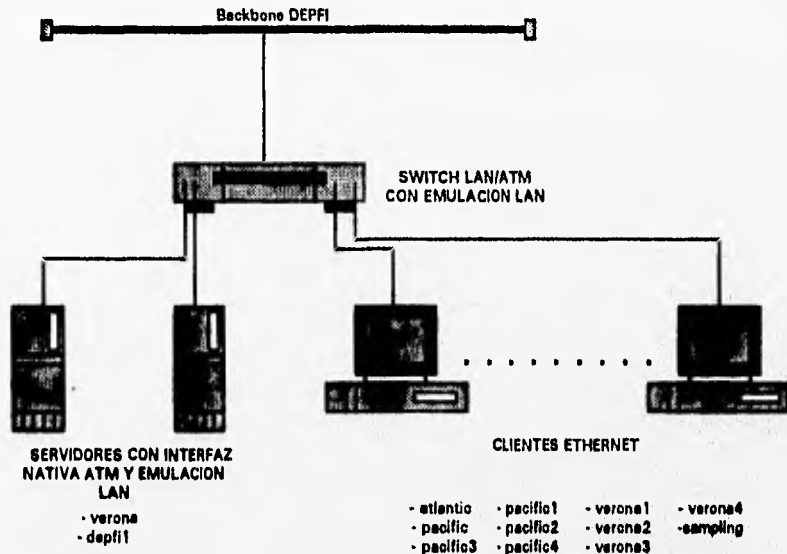 Backbone DEPFI
SWITCH LAN/ATM
CON EMULACION LAN
SERVIDORES CON INTERFAZ
NATIVA ATM Y EMULACION
LAN
- verona
- depfi1
CLIENTES ETHERNET
- atlantic - pacific1 - verona1 - verona4
- pacific - pacific2 - verona2 -sampling
- pacific3 - pacific4 - verona3